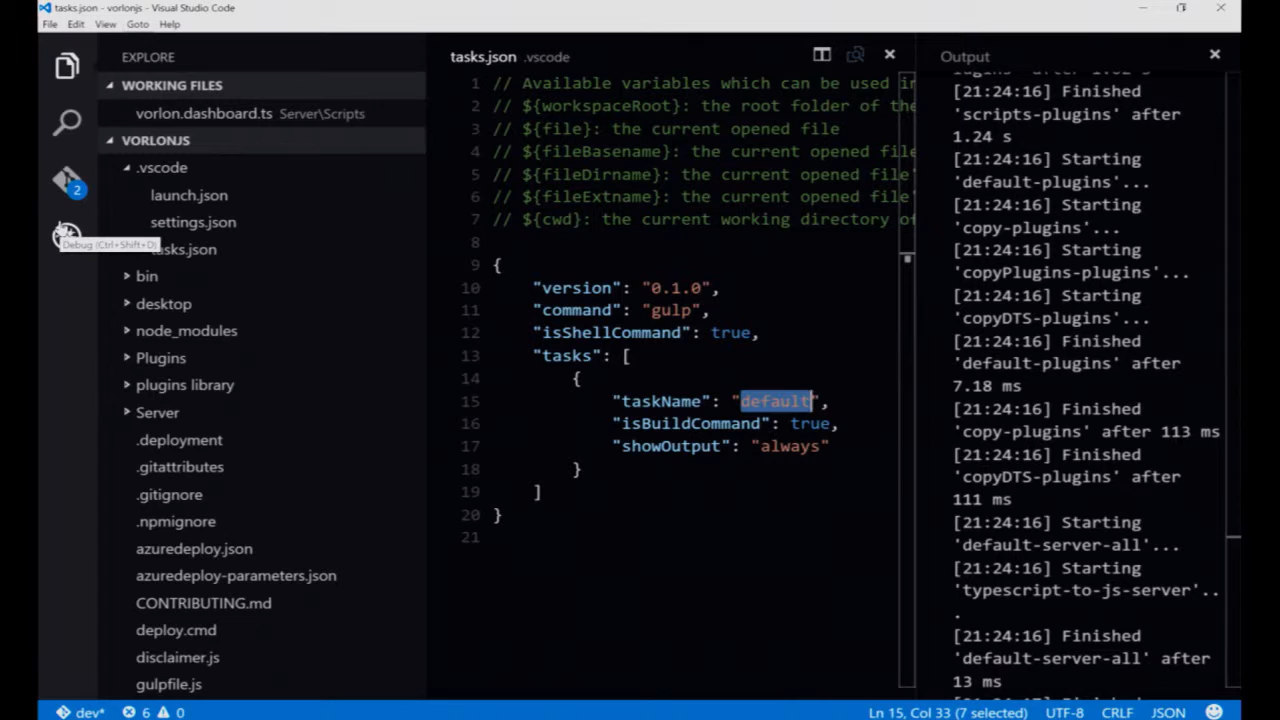 tasks.json - vorlonjs - Visual Studio Code
File Edit View Goto Help
EXPLORE
WORKING FILES
vorlon.dashboard.ts Server\Scripts
VORLONJS
.vscode
launch.json
settings.json
tasks.json
bin
desktop
node_modules
Plugins
plugins library
Server
.deployment
.gitattributes
.gitignore
.npmignore
azuredeploy.json
azuredeploy-parameters.json
CONTRIBUTING.md
deploy.cmd
disclaimer.js
gulpfile.js
2
Debug (Ctrl+Shift+D)
tasks.json .vscode
1 // Available variables which can be used in
2 // ${workspaceRoot}: the root folder of the
3 // ${file}: the current opened file
4 // ${fileBasename}: the current opened file
5 // ${fileDirname}: the current opened file'
6 // ${fileExtname}: the current opened file'
7 // ${cwd}: the current working directory of
8
9 {
10 "version": "0.1.0",
11 "command": "gulp",
12 "isShellCommand": true,
13 "tasks": [
14 {
15 "taskName": "default",
16 "isBuildCommand": true,
17 "showOutput": "always"
18 }
19 ]
20 }
21
Output
[21:24:16] Finished
'scripts-plugins' after
1.24 s
[21:24:16] Starting
'default-plugins'...
[21:24:16] Starting
'copy-plugins'...
[21:24:16] Starting
'copyPlugins-plugins'...
[21:24:16] Starting
'copyDTS-plugins'...
[21:24:16] Finished
'default-plugins' after
7.18 ms
[21:24:16] Finished
'copy-plugins' after 113 ms
[21:24:16] Finished
'copyDTS-plugins' after
111 ms
[21:24:16] Starting
'default-server-all'...
[21:24:16] Starting
'typescript-to-js-server'..
.
[21:24:16] Finished
'default-server-all' after
13 ms
dev* 6 0
Ln 15, Col 33 (7 selected) UTF-8 CRLF JSON